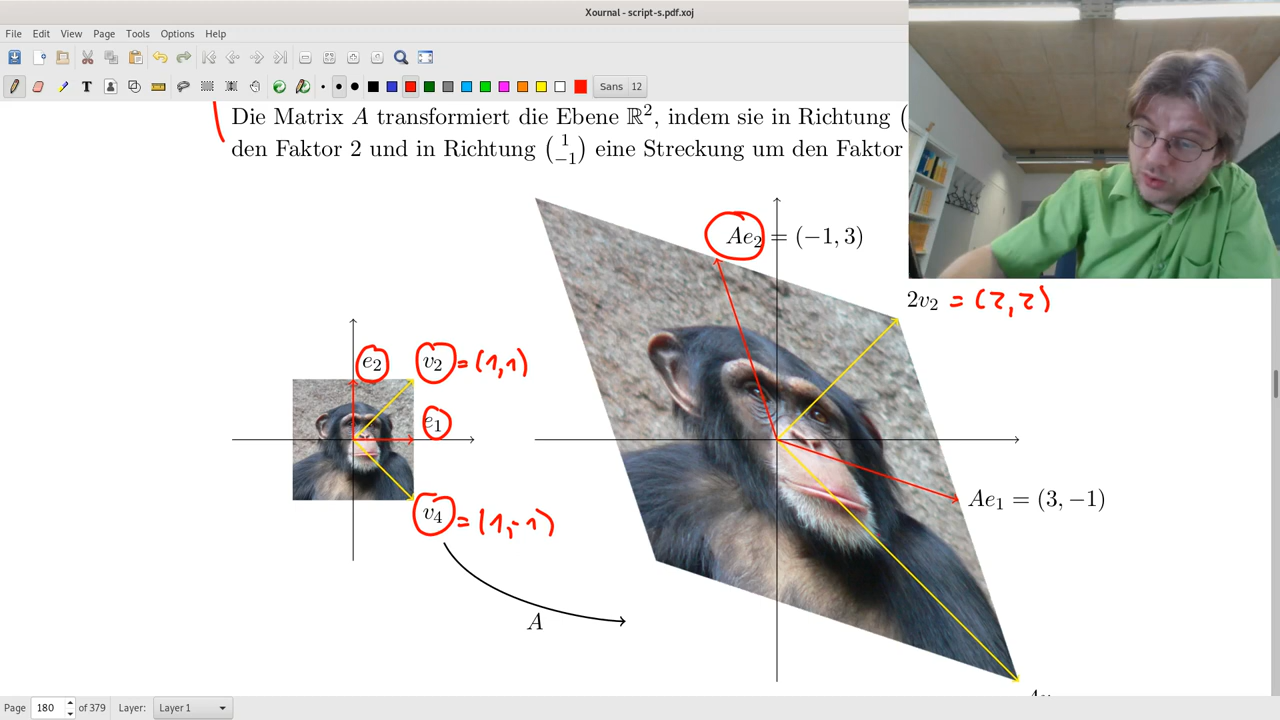 Xournal - script-s.pdf.xoj
File Edit View Page Tools Options Help
T Sans 12
Die Matrix A transformiert die Ebene ℝ², indem sie in Richtung (
den Faktor 2 und in Richtung (1 −1) eine Streckung um den Faktor
Ae₂ = (−1, 3)
2v₂ = (2,2)
e₂ v₂ = (1,1)
e₁
Ae₁ = (3, −1)
v₄ = (1,-1)
A
Page 180 of 379 Layer: Layer 1